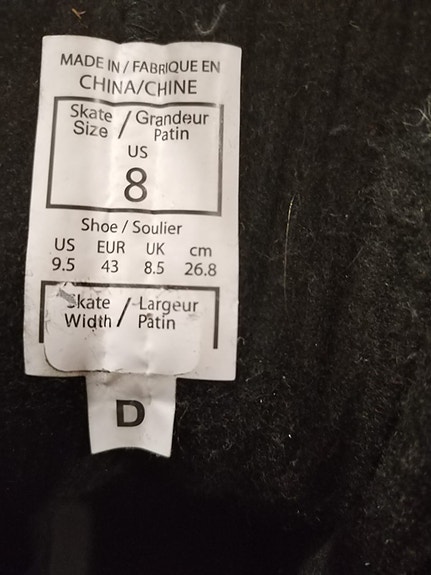 MADE IN / FABRIQUE EN
CHINA/CHINE
Skate Size / Grandeur Patin
US
8
Shoe / Soulier
US EUR UK cm
9.5 43 8.5 26.8
Skate Width / Largeur Patin
D